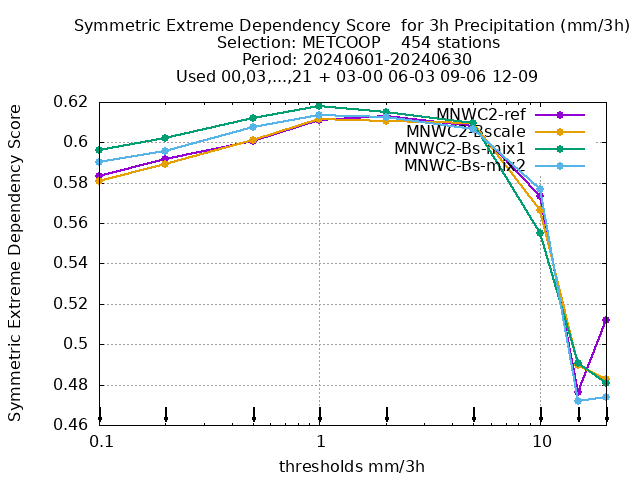 Symmetric Extreme Dependency Score  for 3h Precipitation (mm/3h)
Selection: METCOOP    454 stations
Period: 20240601-20240630
Used 00,03,...,21 + 03-00 06-03 09-06 12-09
Symmetric Extreme Dependency Score
0.62
0.6
0.58
0.56
0.54
0.52
0.5
0.48
0.46
MNWC2-ref
MNWC2-Bscale
MNWC2-Bs-mix1
MNWC-Bs-mix2
0.1
1
10
thresholds mm/3h